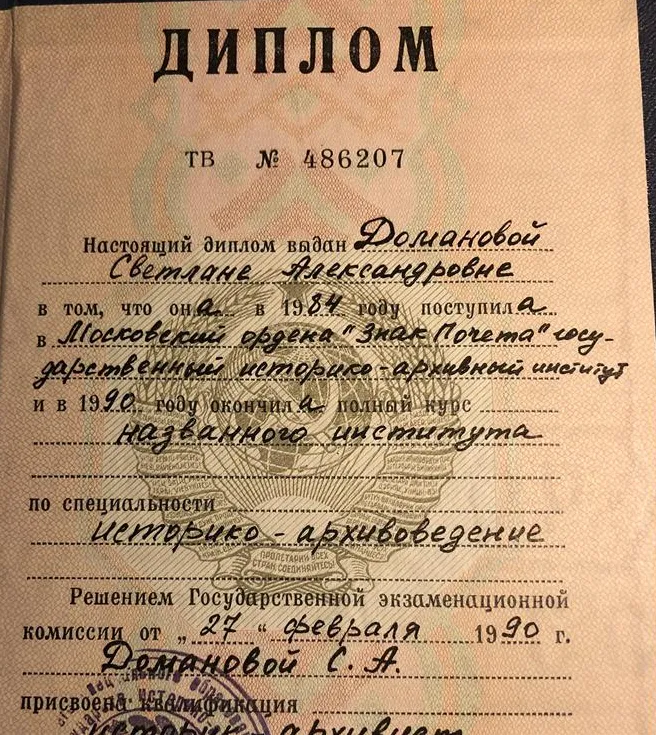 ДИПЛОМ
ТВ № 486207
Настоящий диплом выдан Домановой
Светлане Александровне
в том, что она в 1984 году поступила
в Московский ордена "Знак Почета" госу-
дарственный историко-архивный институт
и в 1990 году окончила полный курс
названного института
по специальности
историко-архивоведение
ПРОЛЕТАРИИ ВСЕХ
СТРАН, СОЕДИНЯЙТЕСЬ!
Решением Государственной экзаменационной
комиссии от „27“ февраля 1990 г.
Домановой С. А.
присвоена квалификация
историк-архивист